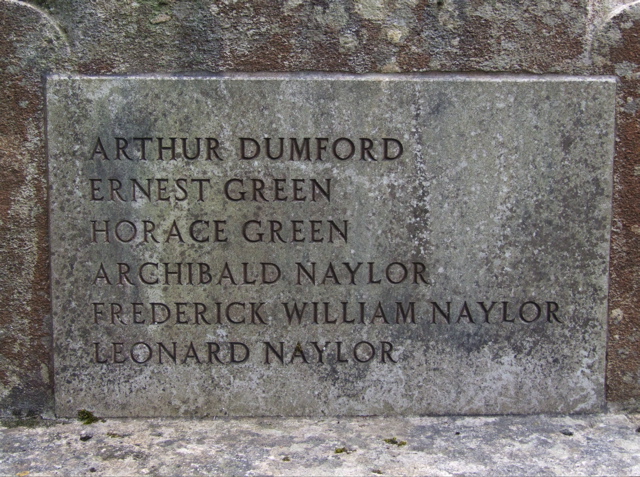 ARTHUR DUMFORD
ERNEST GREEN
HORACE GREEN
ARCHIBALD NAYLOR
FREDERICK WILLIAM NAYLOR
LEONARD NAYLOR